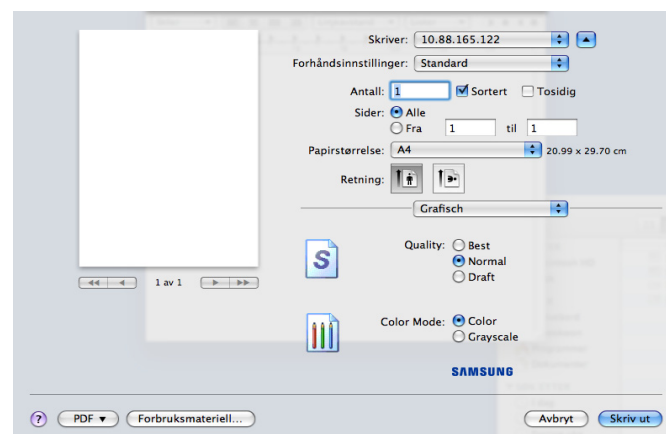 Skriver: 10.88.165.122
Forhåndsinnstillinger: Standard
Antall: 1 Sortert Tosidig
Sider: Alle
Fra 1 til 1
Papirstørrelse: A4 20.99 x 29.70 cm
Retning:
Grafisch
S
Quality: Best
Normal
Draft
1 av 1
Color Mode: Color
Grayscale
SAMSUNG
? PDF Forbruksmateriell... Avbryt Skriv ut